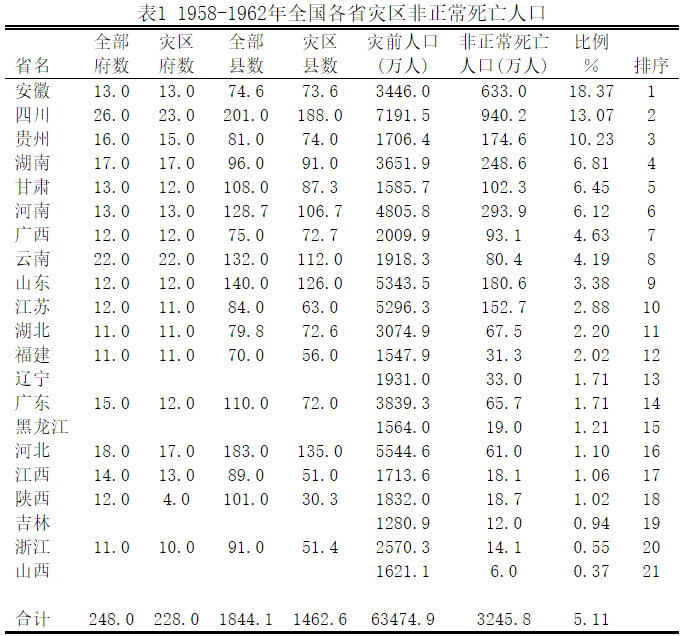 表1 1958-1962年全国各省灾区非正常死亡人口
全部 灾区 全部 灾区 灾前人口 非正常死亡 比例
省名 府数 府数 县数 县数 (万人) 人口(万人) % 排序
安徽 13.0 13.0 74.6 73.6 3446.0 633.0 18.37 1
四川 26.0 23.0 201.0 188.0 7191.5 940.2 13.07 2
贵州 16.0 15.0 81.0 74.0 1706.4 174.6 10.23 3
湖南 17.0 17.0 96.0 91.0 3651.9 248.6 6.81 4
甘肃 13.0 12.0 108.0 87.3 1585.7 102.3 6.45 5
河南 13.0 13.0 128.7 106.7 4805.8 293.9 6.12 6
广西 12.0 12.0 75.0 72.7 2009.9 93.1 4.63 7
云南 22.0 22.0 132.0 112.0 1918.3 80.4 4.19 8
山东 12.0 12.0 140.0 126.0 5343.5 180.6 3.38 9
江苏 12.0 11.0 84.0 63.0 5296.3 152.7 2.88 10
湖北 11.0 11.0 79.8 72.6 3074.9 67.5 2.20 11
福建 11.0 11.0 70.0 56.0 1547.9 31.3 2.02 12
辽宁 1931.0 33.0 1.71 13
广东 15.0 12.0 110.0 72.0 3839.3 65.7 1.71 14
黑龙江 1564.0 19.0 1.21 15
河北 18.0 17.0 183.0 135.0 5544.6 61.0 1.10 16
江西 14.0 13.0 89.0 51.0 1713.6 18.1 1.06 17
陕西 12.0 4.0 101.0 30.3 1832.0 18.7 1.02 18
吉林 1280.9 12.0 0.94 19
浙江 11.0 10.0 91.0 51.4 2570.3 14.1 0.55 20
山西 1621.1 6.0 0.37 21
合计 248.0 228.0 1844.1 1462.6 63474.9 3245.8 5.11